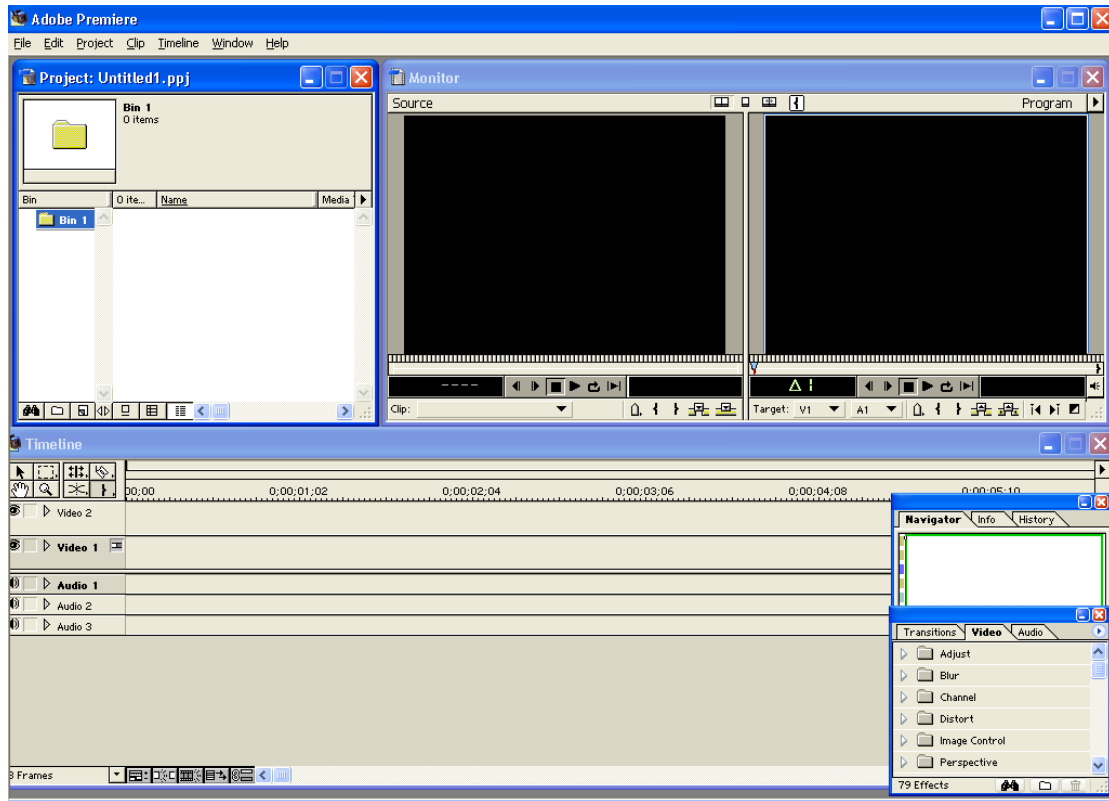 Adobe Premiere
File Edit Project Clip Timeline Window Help
Project: Untitled1.ppj
Bin 1
0 items
Bin 0 ite... Name Media
Bin 1
Monitor
Source Program
Clip:
Target: V1 A1
Timeline
00;00 0;00;01;02 0;00;02;04 0;00;03;06 0;00;04;08 0;00;05;10
Video 2
Video 1
Audio 1
Audio 2
Audio 3
Frames
Navigator Info History
Transitions Video Audio
Adjust
Blur
Channel
Distort
Image Control
Perspective
79 Effects